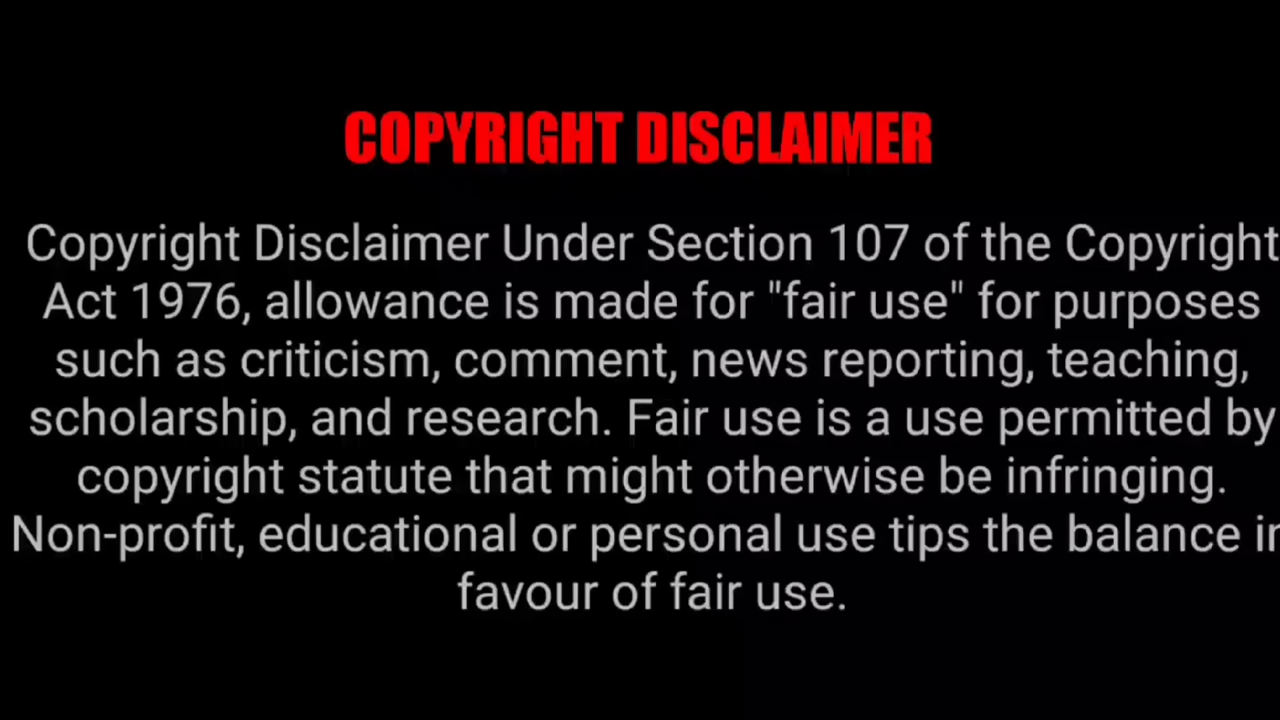 COPYRIGHT DISCLAIMER
Copyright Disclaimer Under Section 107 of the Copyright
Act 1976, allowance is made for "fair use" for purposes
such as criticism, comment, news reporting, teaching,
scholarship, and research. Fair use is a use permitted by
copyright statute that might otherwise be infringing.
Non-profit, educational or personal use tips the balance in
favour of fair use.